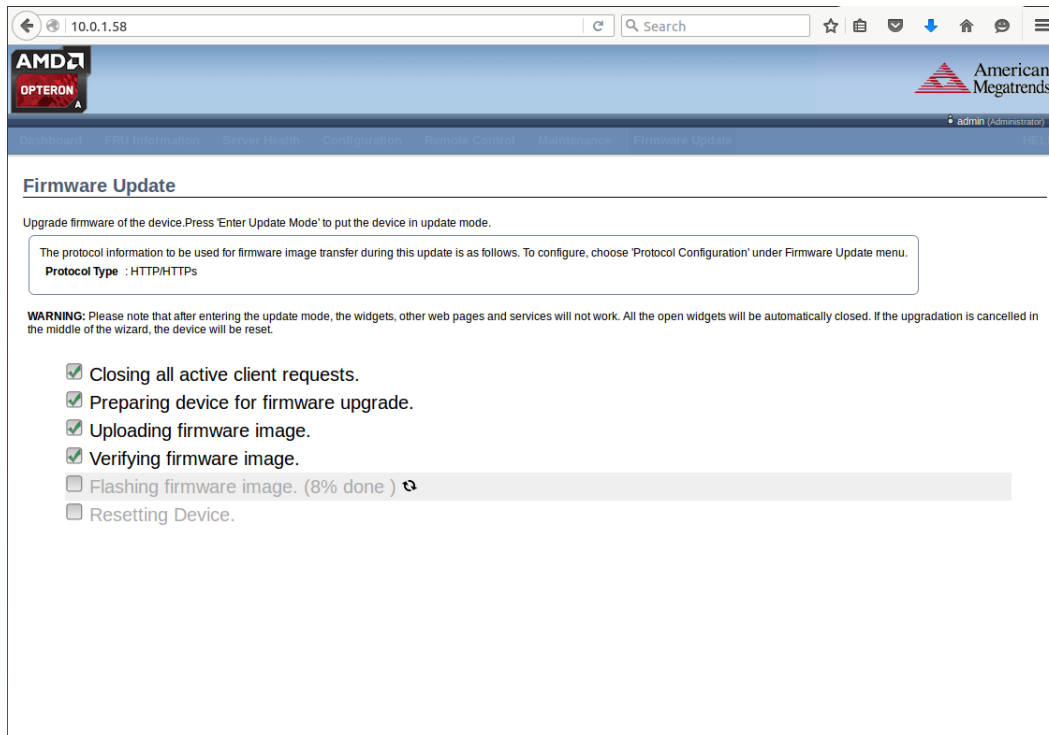 10.0.1.58
Search
AMD
OPTERON
A
American
Megatrends
admin (Administrator)
Dashboard FRU Information Server Health Configuration Remote Control Maintenance Firmware Update HEL
Firmware Update
Upgrade firmware of the device.Press 'Enter Update Mode' to put the device in update mode.
The protocol information to be used for firmware image transfer during this update is as follows. To configure, choose 'Protocol Configuration' under Firmware Update menu.
Protocol Type : HTTP/HTTPs
WARNING: Please note that after entering the update mode, the widgets, other web pages and services will not work. All the open widgets will be automatically closed. If the upgradation is cancelled in
the middle of the wizard, the device will be reset.
Closing all active client requests.
Preparing device for firmware upgrade.
Uploading firmware image.
Verifying firmware image.
Flashing firmware image. (8% done )
Resetting Device.